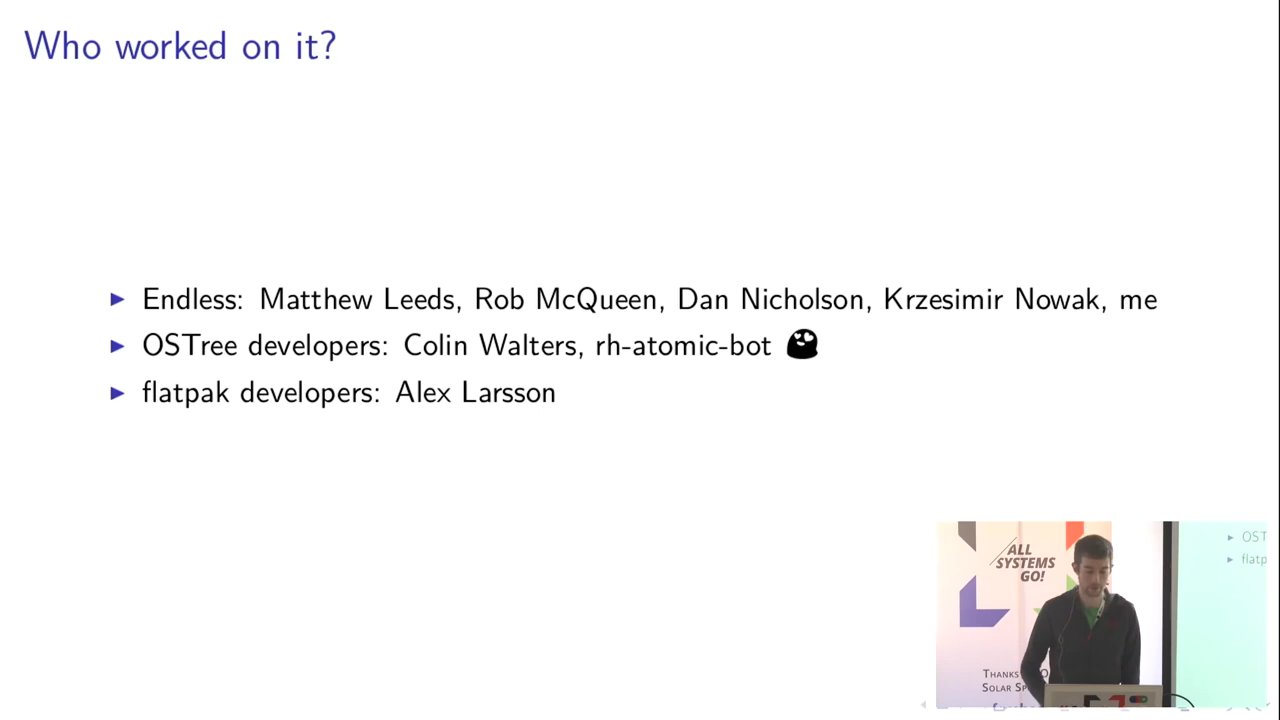 Who worked on it?
Endless: Matthew Leeds, Rob McQueen, Dan Nicholson, Krzesimir Nowak, me
OSTree developers: Colin Walters, rh-atomic-bot
flatpak developers: Alex Larsson
ALL
SYSTEMS
GO!
THANKS
SOLAR
OST
flatp